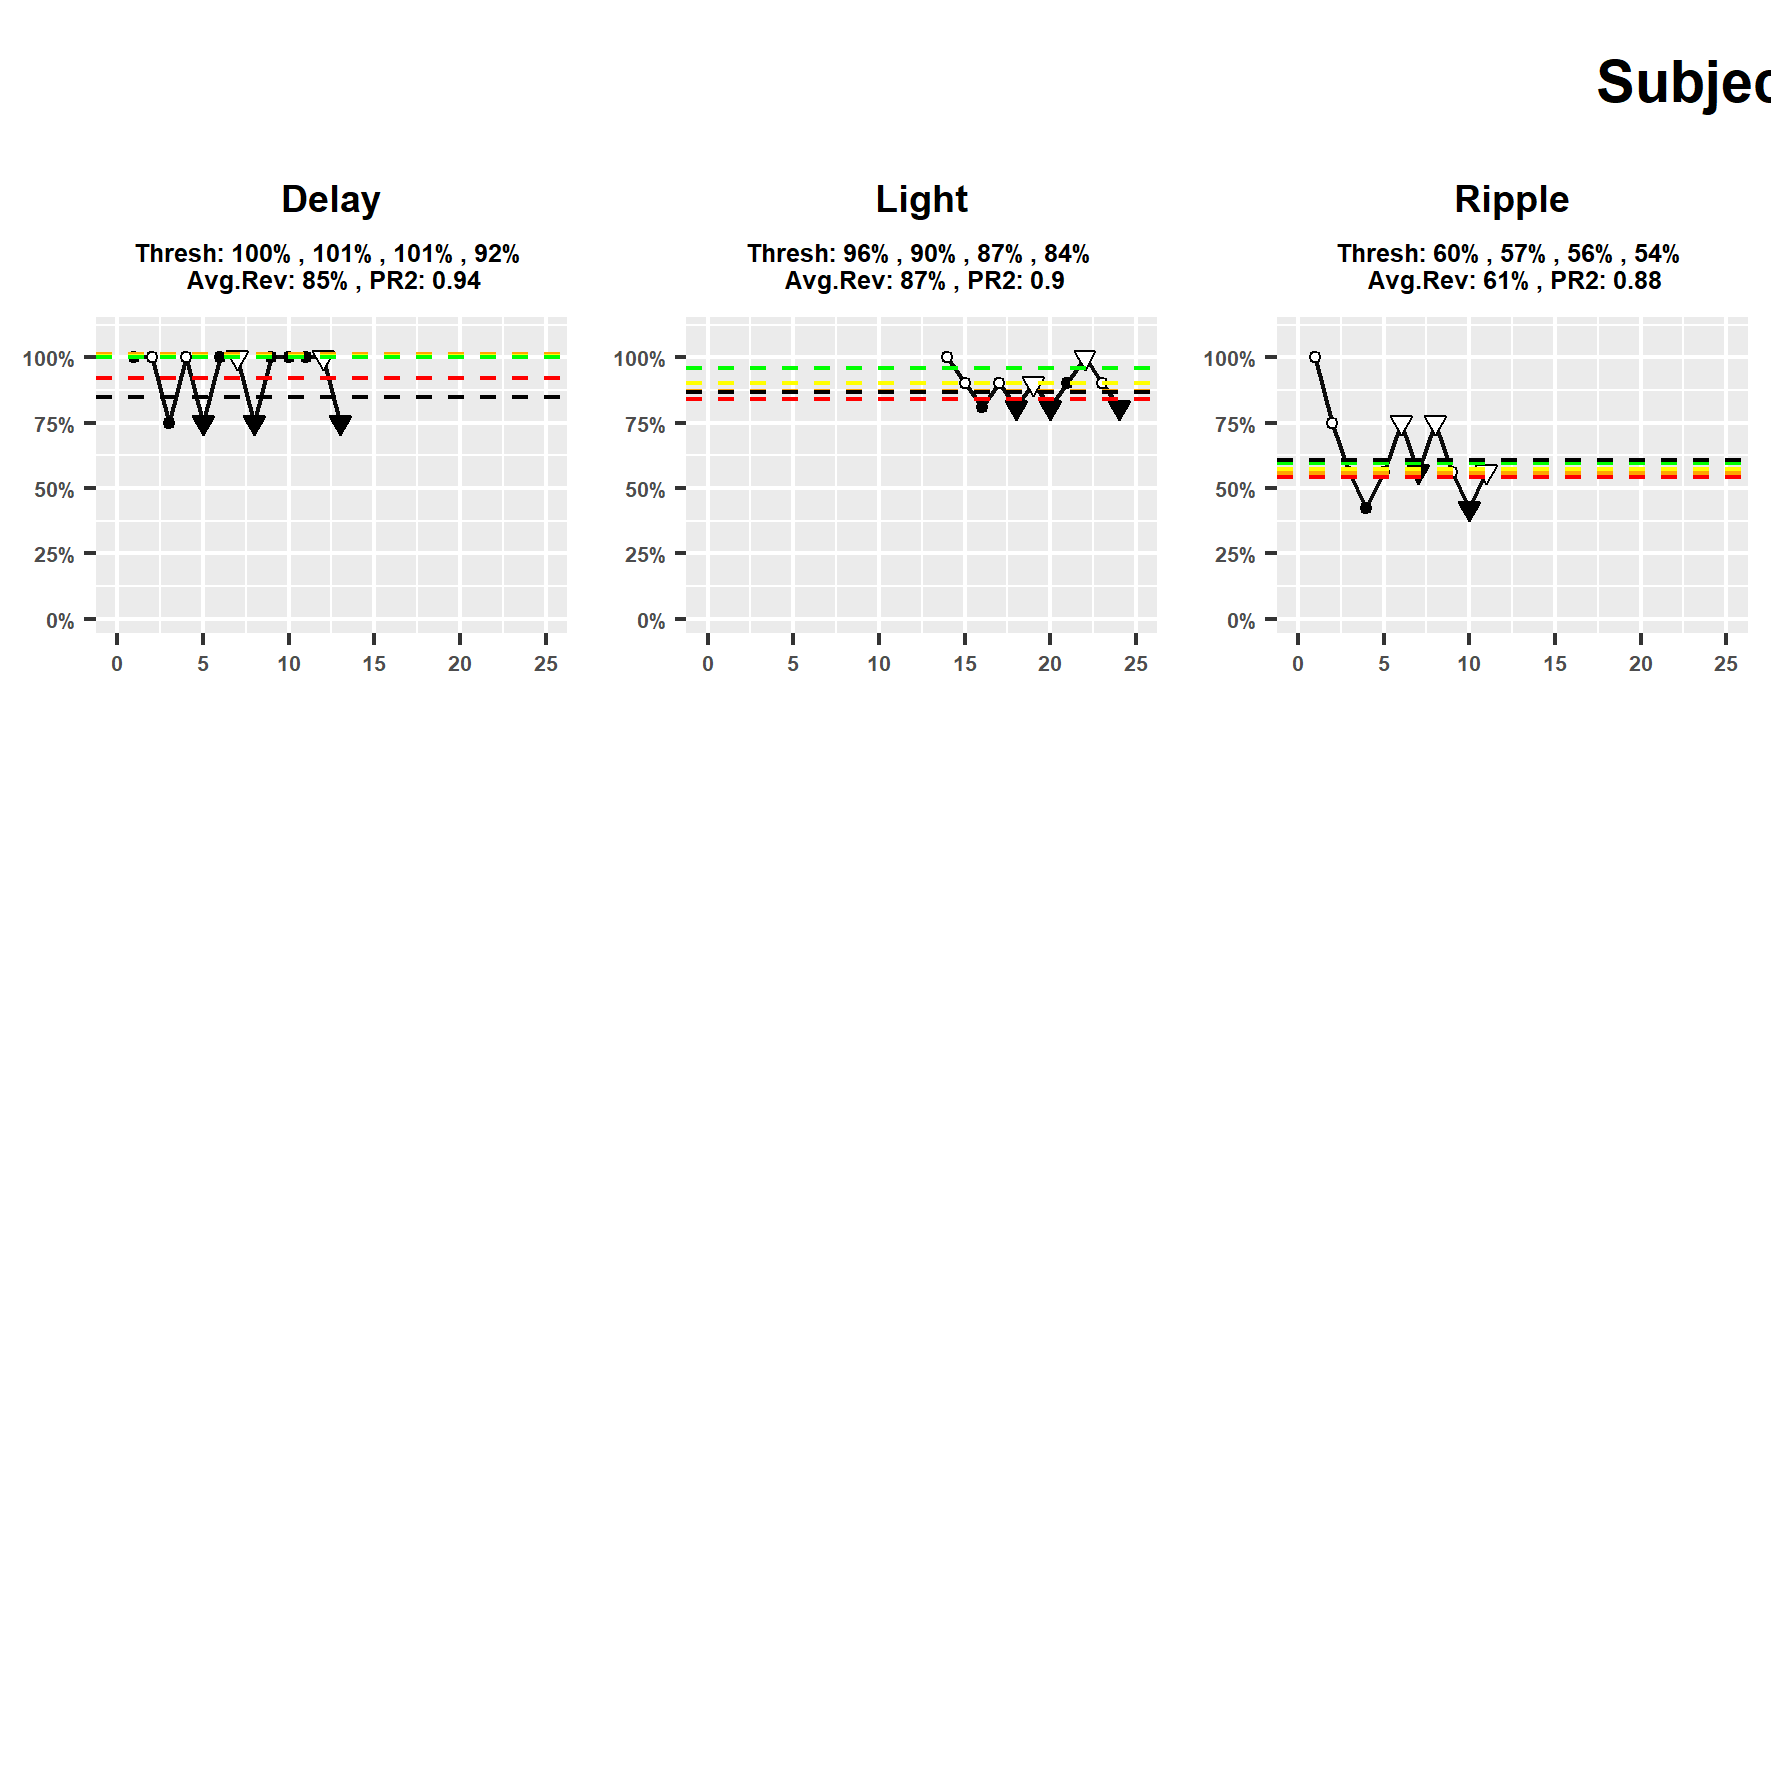 Subjec
Delay
Thresh: 100% , 101% , 101% , 92%
Avg.Rev: 85% , PR2: 0.94
100%
75%
50%
25%
0%
0 5 10 15 20 25
Light
Thresh: 96% , 90% , 87% , 84%
Avg.Rev: 87% , PR2: 0.9
100%
75%
50%
25%
0%
0 5 10 15 20 25
Ripple
Thresh: 60% , 57% , 56% , 54%
Avg.Rev: 61% , PR2: 0.88
100%
75%
50%
25%
0%
0 5 10 15 20 25